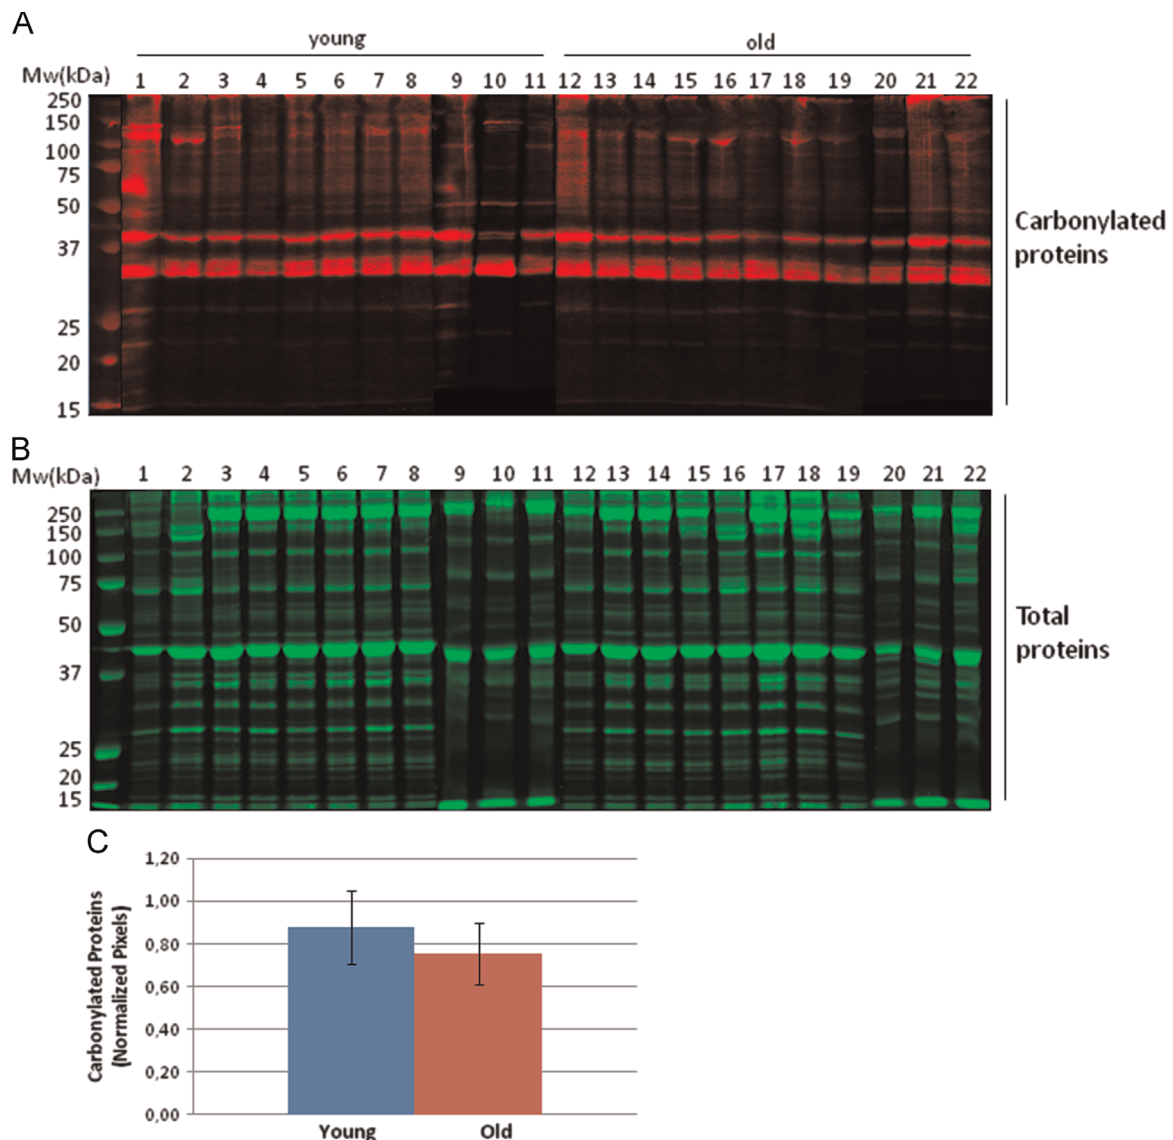 A
young old
Mw(kDa) 1 2 3 4 5 6 7 8 9 10 11 12 13 14 15 16 17 18 19 20 21 22
250
150
100
75
50
37
25
20
15
Carbonylated
proteins
B
Mw(kDa) 1 2 3 4 5 6 7 8 9 10 11 12 13 14 15 16 17 18 19 20 21 22
250
150
100
75
50
37
25
20
15
Total
proteins
C
Carbonylated Proteins
(Normalized Pixels)
1,20
1,00
0,80
0,60
0,40
0,20
0,00
Young Old